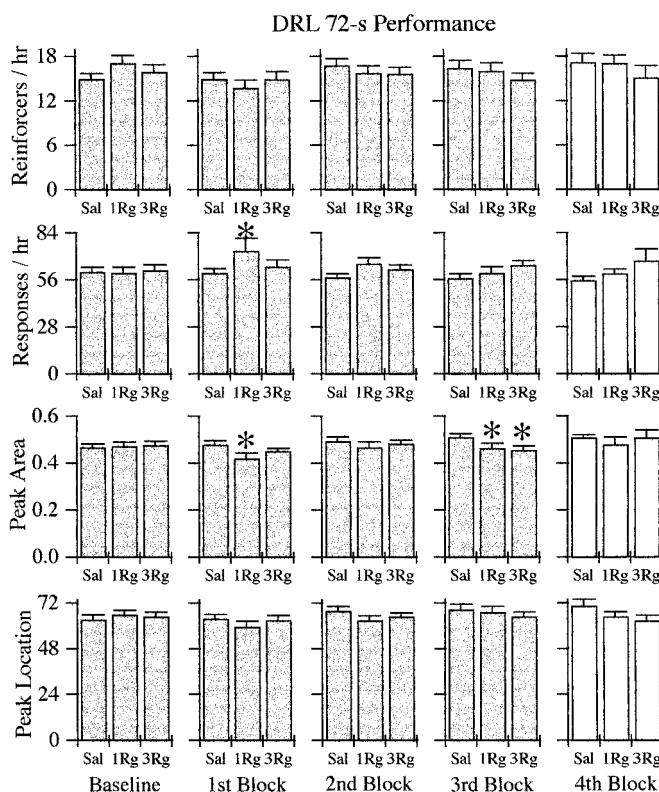 DRL 72-s Performance
Reinforcers / hr
18
12
6
0
Sal 1Rg 3Rg Sal 1Rg 3Rg Sal 1Rg 3Rg Sal 1Rg 3Rg Sal 1Rg 3Rg
Responses / hr
84
56
28
0
*
Sal 1Rg 3Rg Sal 1Rg 3Rg Sal 1Rg 3Rg Sal 1Rg 3Rg Sal 1Rg 3Rg
Peak Area
0.6
0.4
0.2
0.0
* * *
Sal 1Rg 3Rg Sal 1Rg 3Rg Sal 1Rg 3Rg Sal 1Rg 3Rg Sal 1Rg 3Rg
Peak Location
72
48
24
0
Sal 1Rg 3Rg Sal 1Rg 3Rg Sal 1Rg 3Rg Sal 1Rg 3Rg Sal 1Rg 3Rg
Baseline 1st Block 2nd Block 3rd Block 4th Block